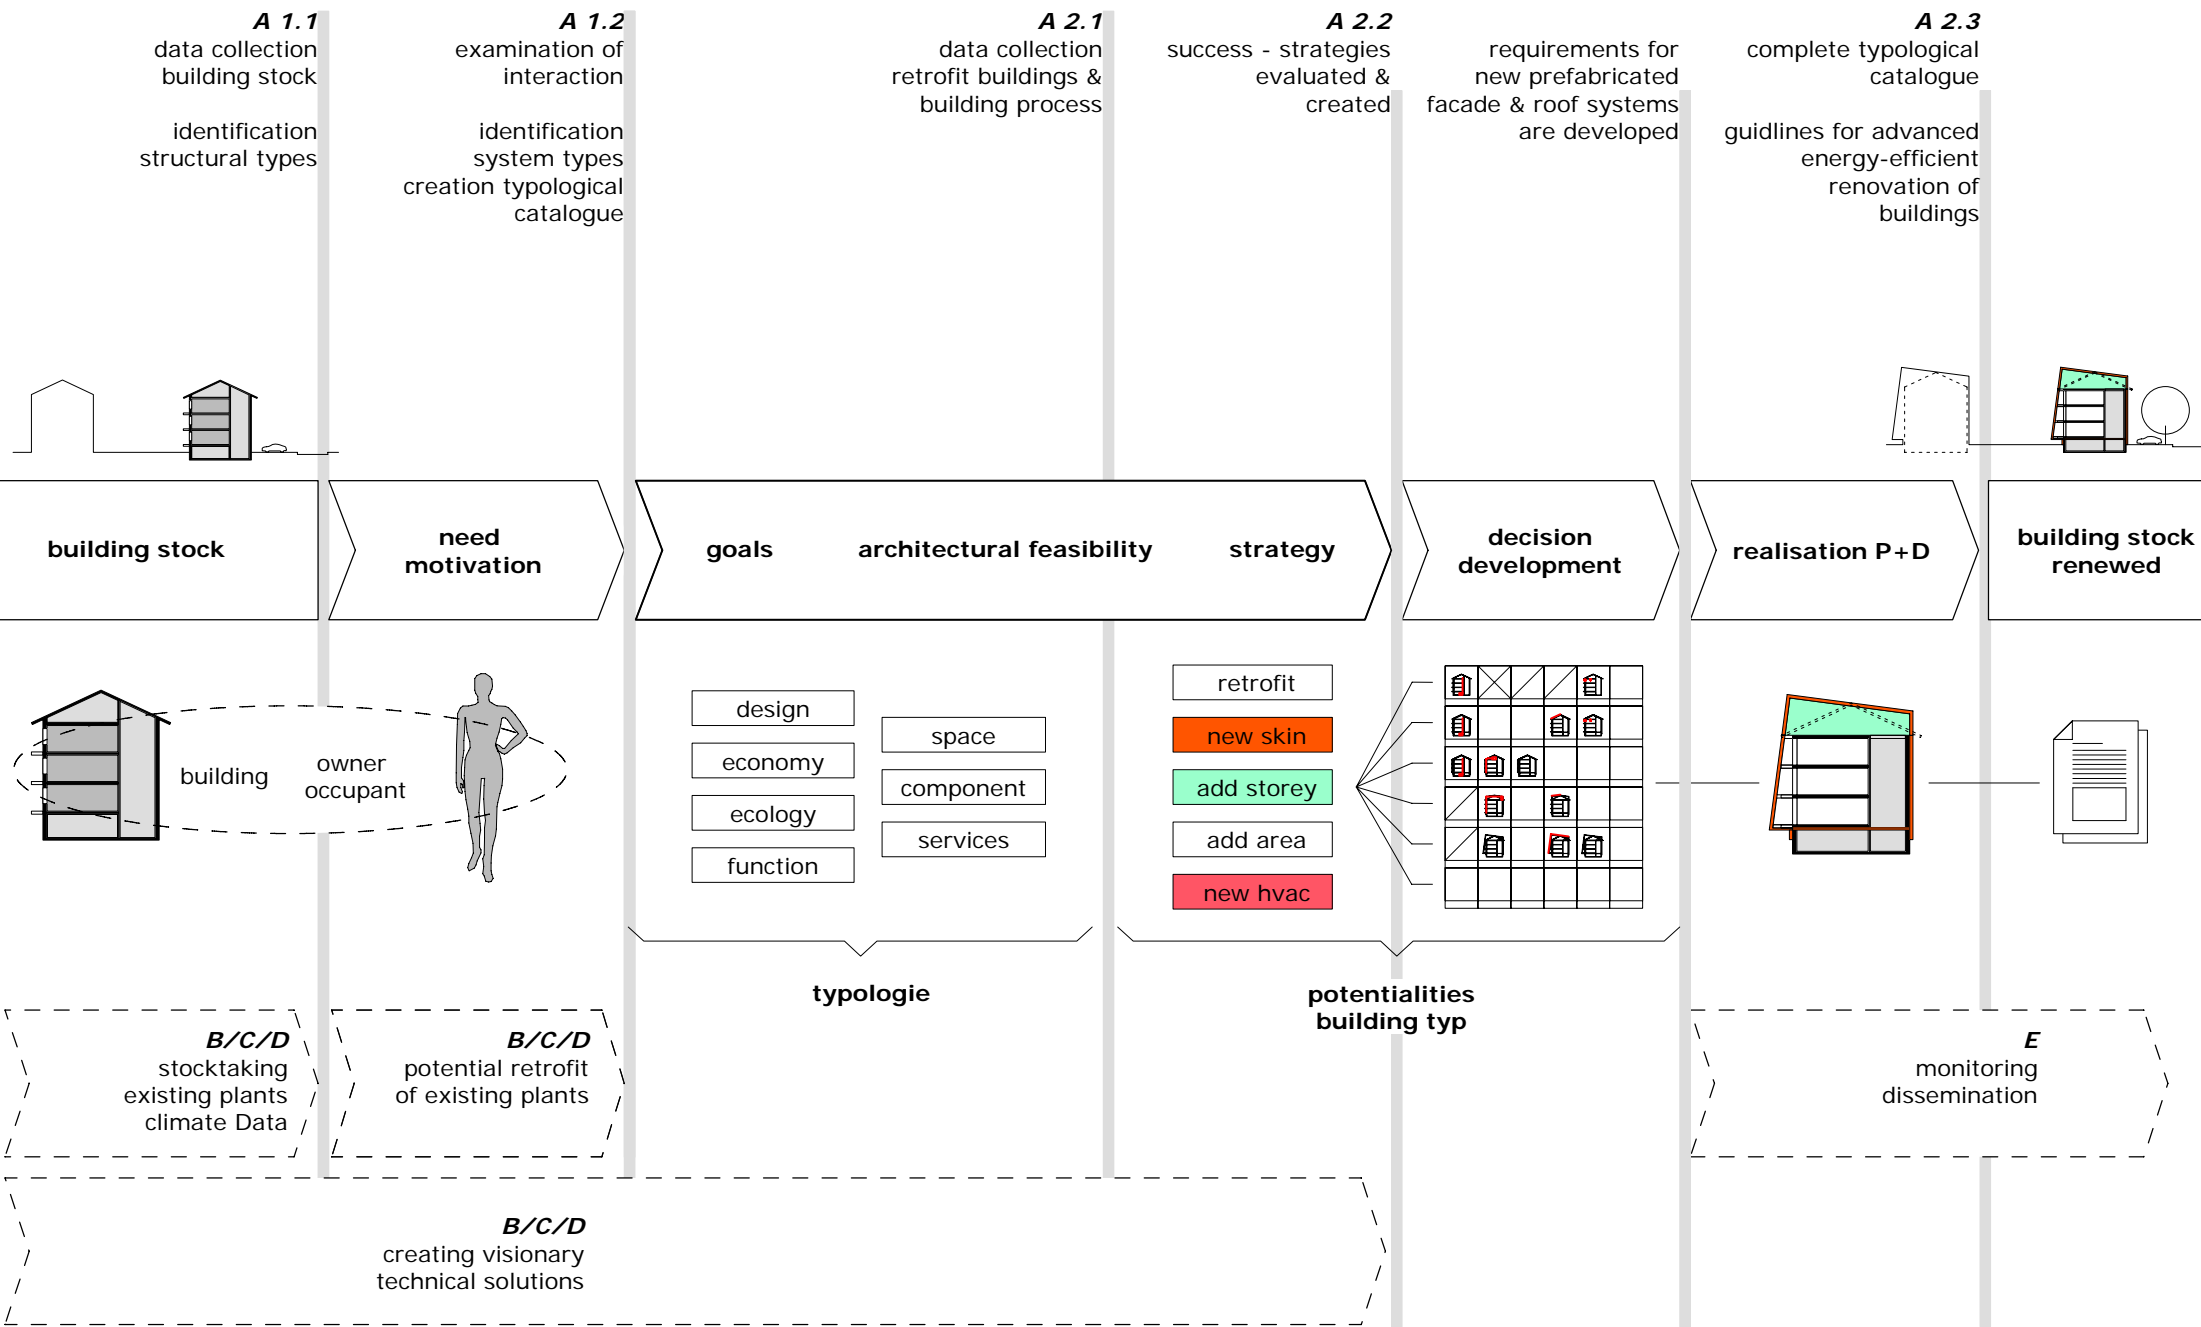 A 1.1
data collection
building stock
identification
structural types
A 1.2
examination of
interaction
identification
system types
creation typological
catalogue
A 2.1
data collection
retrofit buildings &
building process
A 2.2
success - strategies
evaluated &
created
requirements for
new prefabricated
facade & roof systems
are developed
A 2.3
complete typological
catalogue
guidlines for advanced
energy-efficient
renovation of
buildings
building stock
need
motivation
goals
architectural feasibility
strategy
decision
development
realisation P+D
building stock
renewed
building
owner
occupant
design
economy
ecology
function
space
component
services
retrofit
new skin
add storey
add area
new hvac
typologie
potentialities
building typ
B/C/D
stocktaking
existing plants
climate Data
B/C/D
potential retrofit
of existing plants
E
monitoring
dissemination
B/C/D
creating visionary
technical solutions